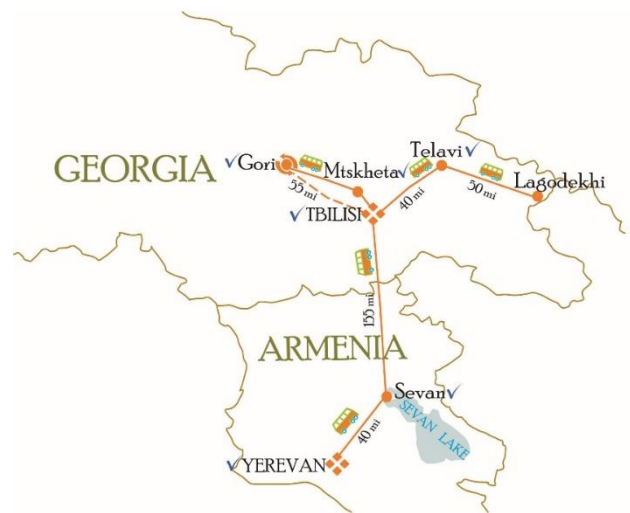 Telavi
GEORGIA
Gori
Mtskheta
Lagodekhi
55 mi
40 mi
50 mi
TBILISI
155 mi
ARMENIA
Sevan
SEVAN LAKE
40 mi
YEREVAN